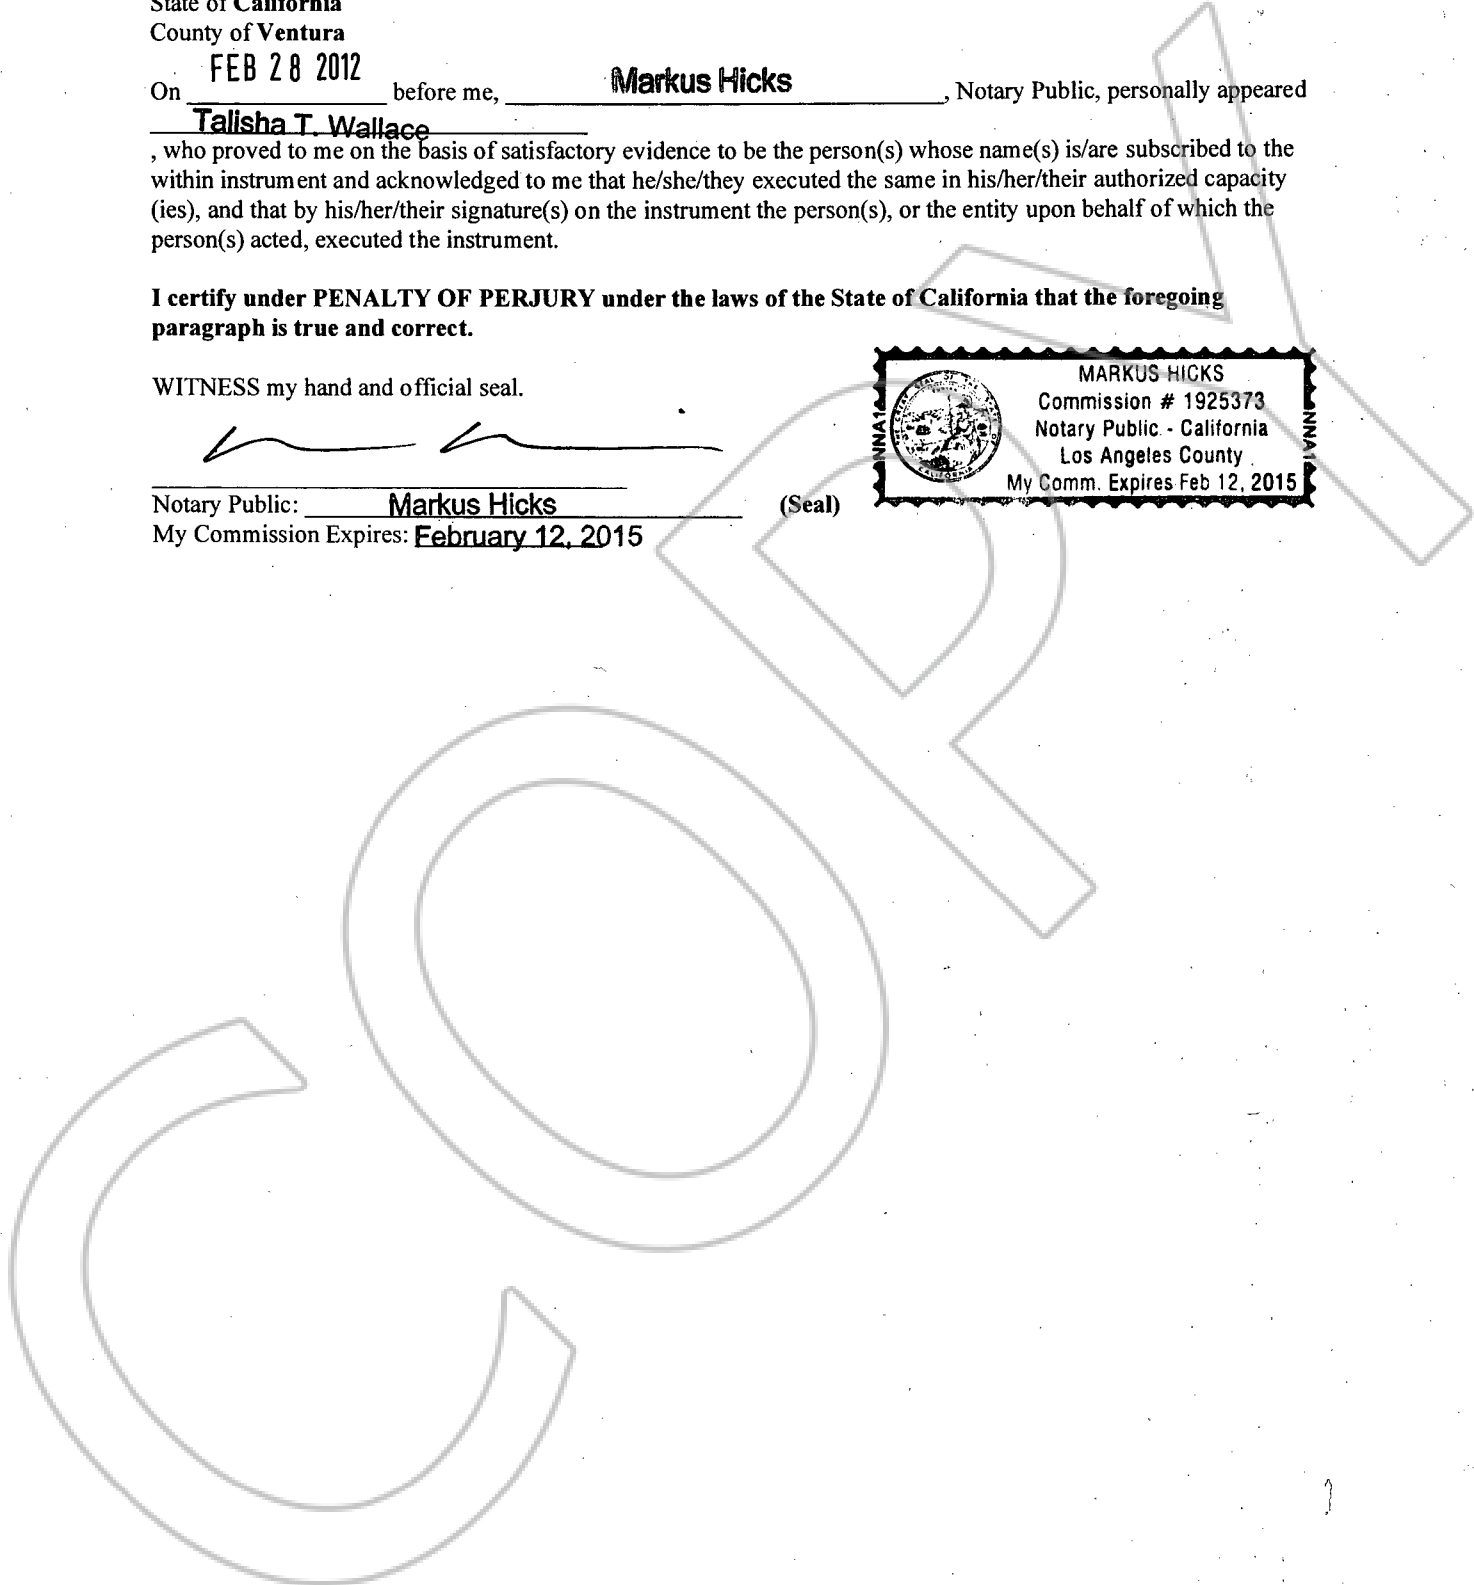 State of California
County of Ventura
On FEB 28 2012 before me, Markus Hicks, Notary Public, personally appeared
Talisha T. Wallace
, who proved to me on the basis of satisfactory evidence to be the person(s) whose name(s) is/are subscribed to the
within instrument and acknowledged to me that he/she/they executed the same in his/her/their authorized capacity
(ies), and that by his/her/their signature(s) on the instrument the person(s), or the entity upon behalf of which the
person(s) acted, executed the instrument.
I certify under PENALTY OF PERJURY under the laws of the State of California that the foregoing
paragraph is true and correct.
WITNESS my hand and official seal.
Notary Public: Markus Hicks (Seal)
My Commission Expires: February 12, 2015
MARKUS HICKS
Commission # 1925373
Notary Public - California
Los Angeles County
My Comm. Expires Feb 12, 2015
NNA1
NNA1
COPY